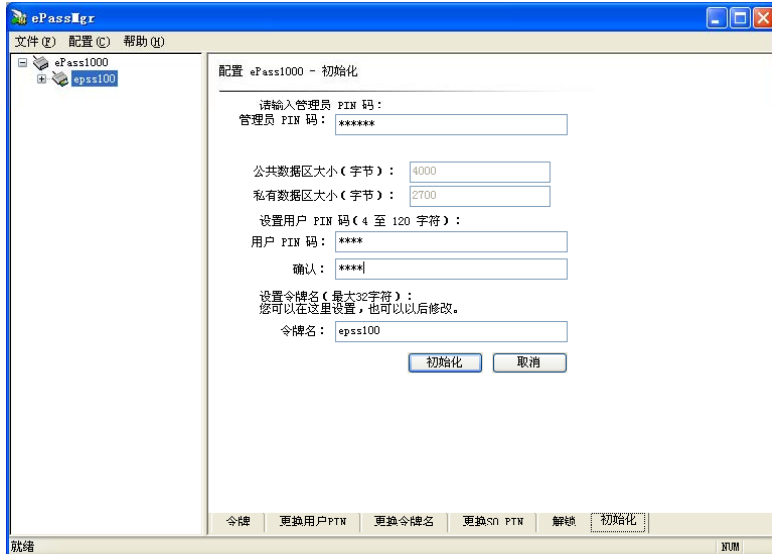 ePassMgr
文件(F) 配置(C) 帮助(H)
ePass1000
epss100
配置 ePass1000 - 初始化
请输入管理员 PIN 码：
管理员 PIN 码： ******
公共数据区大小(字节)： 4000
私有数据区大小(字节)： 2700
设置用户 PIN 码(4 至 120 字符)：
用户 PIN 码： ****
确认： ****
设置令牌名(最大32字符)：
您可以在这里设置，也可以以后修改。
令牌名： epss100
初始化 取消
令牌 更换用户PIN 更换令牌名 更换SO PIN 解锁 初始化
就绪 NUM